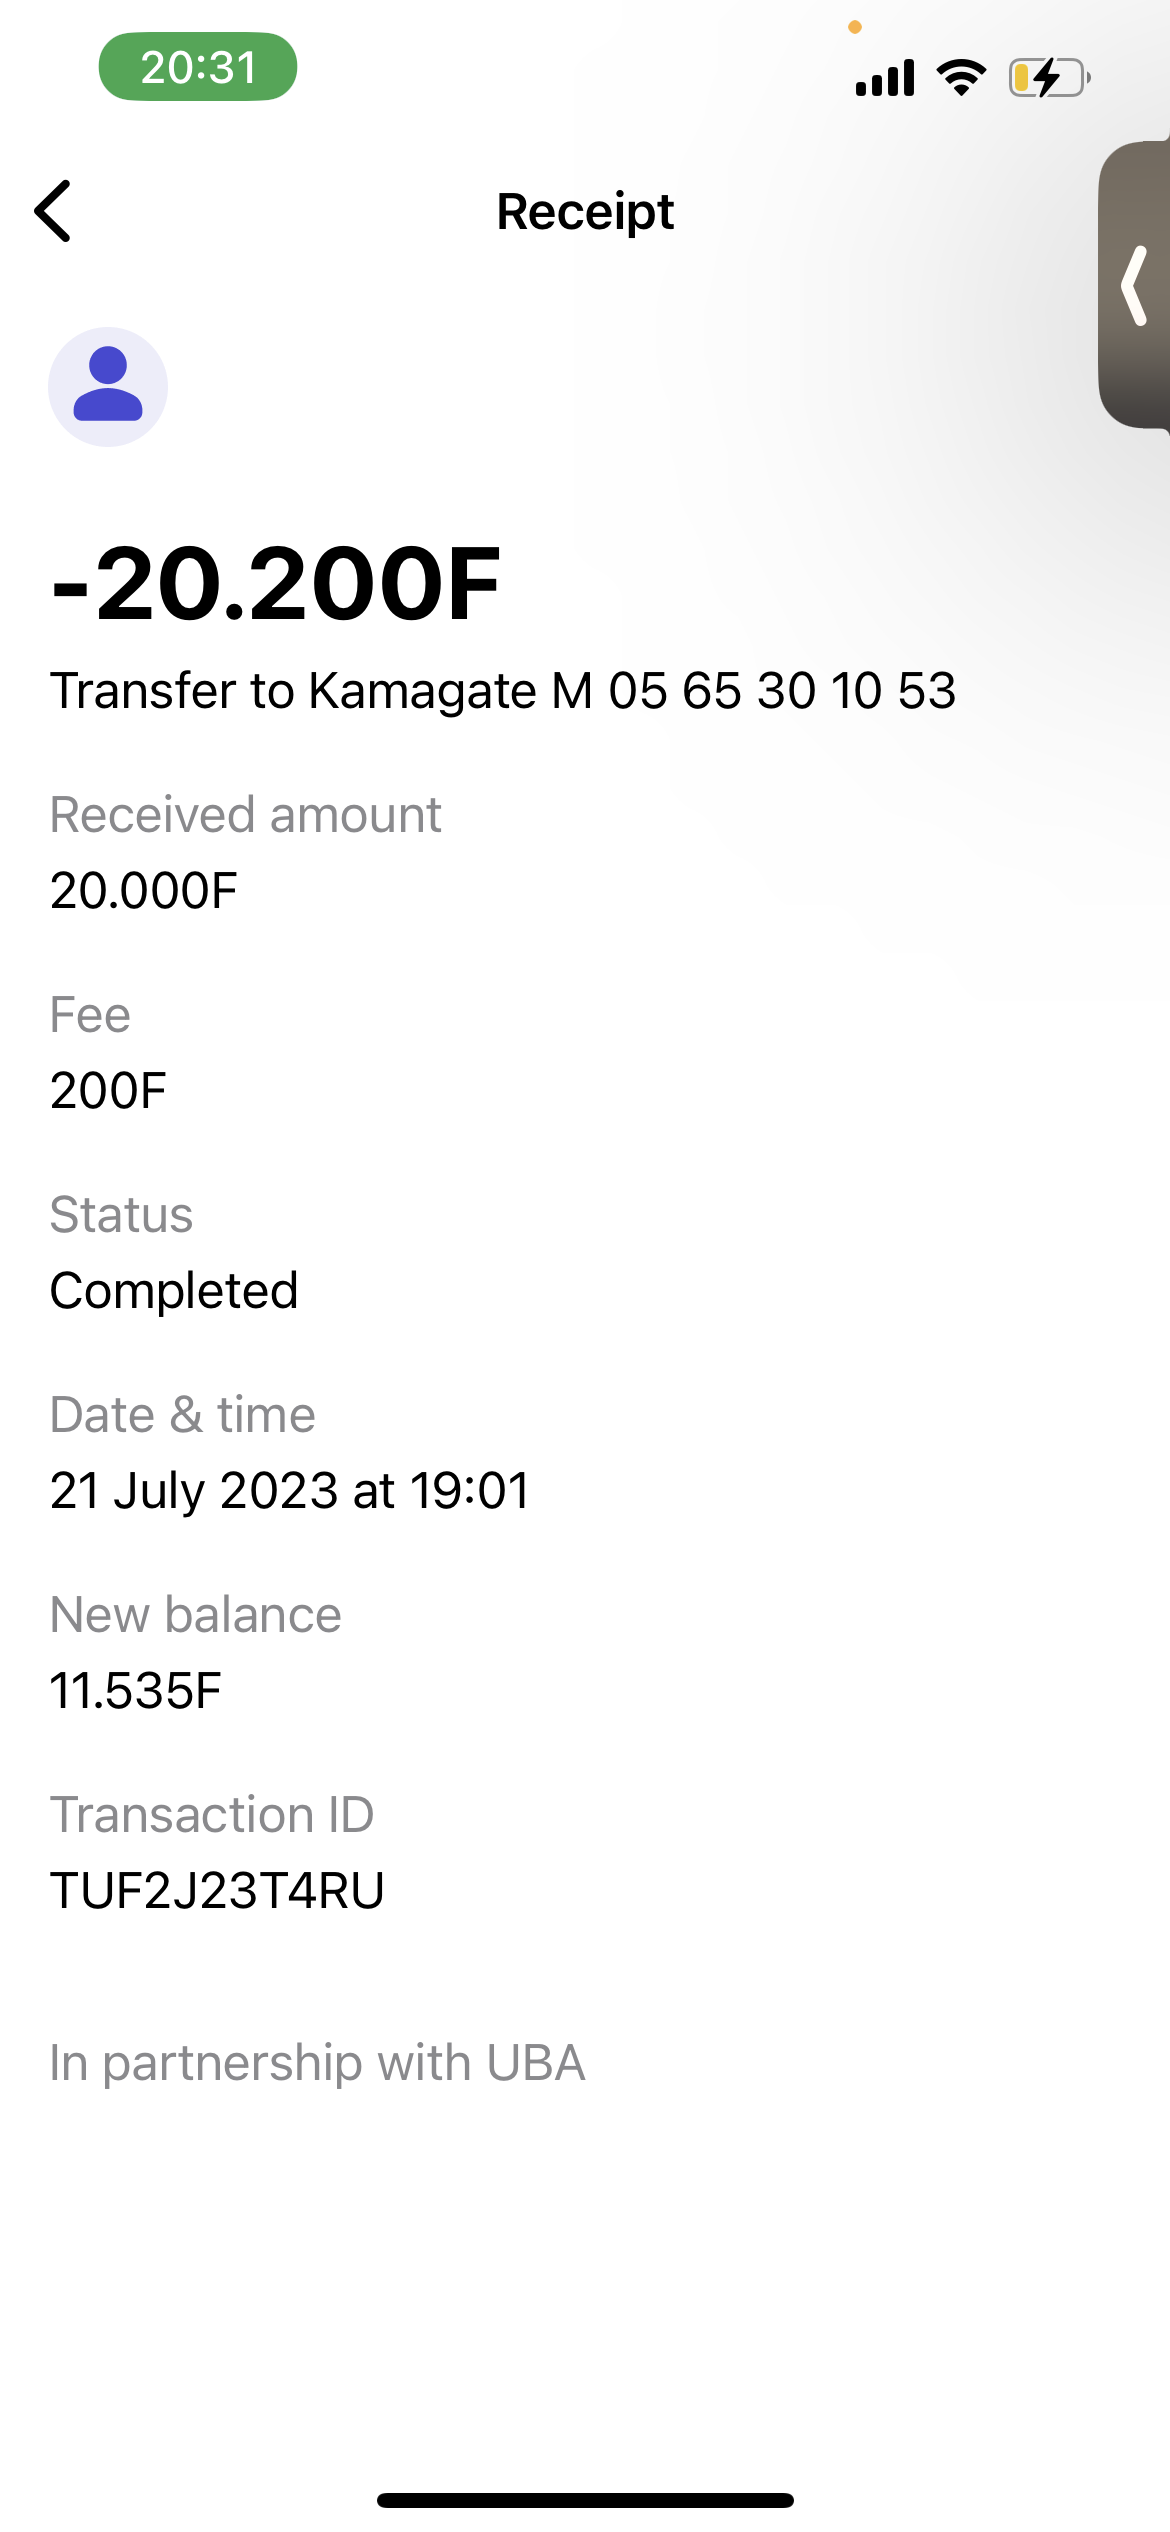 20:31
Receipt
-20.200F
Transfer to Kamagate M 05 65 30 10 53
Received amount
20.000F
Fee
200F
Status
Completed
Date & time
21 July 2023 at 19:01
New balance
11.535F
Transaction ID
TUF2J23T4RU
In partnership with UBA